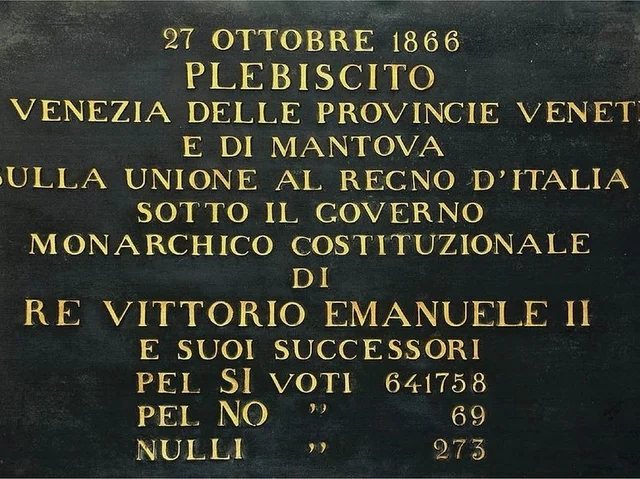 27 OTTOBRE 1866
PLEBISCITO
VENEZIA DELLE PROVINCIE VENET
E DI MANTOVA
SULLA UNIONE AL REGNO D'ITALIA
SOTTO IL GOVERNO
MONARCHICO COSTITUZIONALE
DI
RE VITTORIO EMANUELE II
E SUOI SUCCESSORI
PEL SI VOTI 641758
PEL NO ,, 69
NULLI ,, 273